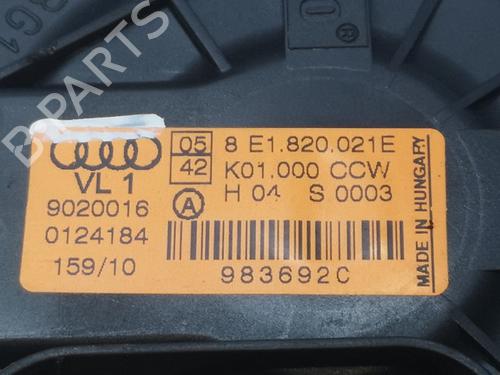 B-PARTS
VL 1
9020016
0124184
159/10
05
42
A
8 E1.820.021E
K01.000 CCW
H 04 S 0003
983692C
MADE IN HUNGARY